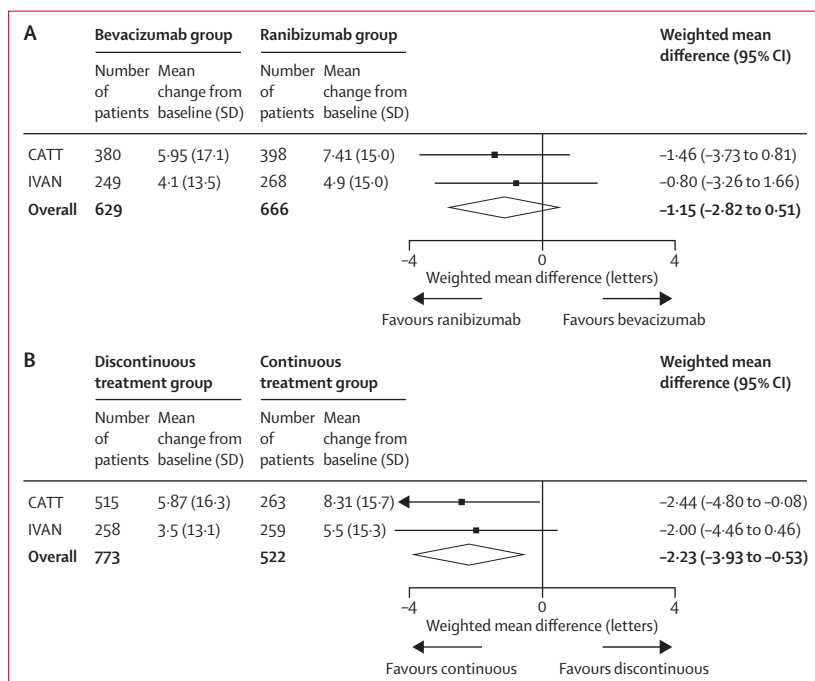 A Bevacizumab group Ranibizumab group Weighted mean
difference (95% CI)
Number Mean Number Mean
of change from of change from
patients baseline (SD) patients baseline (SD)
CATT 380 5·95 (17·1) 398 7·41 (15·0) –1·46 (–3·73 to 0·81)
IVAN 249 4·1 (13·5) 268 4·9 (15·0) –0·80 (–3·26 to 1·66)
Overall 629 666 –1·15 (–2·82 to 0·51)
–4 0 4
Weighted mean difference (letters)
Favours ranibizumab Favours bevacizumab
B Discontinuous Continuous Weighted mean
treatment group treatment group difference (95% CI)
Number Mean Number Mean
of change from of change from
patients baseline (SD) patients baseline (SD)
CATT 515 5·87 (16·3) 263 8·31 (15·7) –2·44 (–4·80 to –0·08)
IVAN 258 3·5 (13·1) 259 5·5 (15·3) –2·00 (–4·46 to 0·46)
Overall 773 522 –2·23 (–3·93 to –0·53)
–4 0 4
Weighted mean difference (letters)
Favours continuous Favours discontinuous